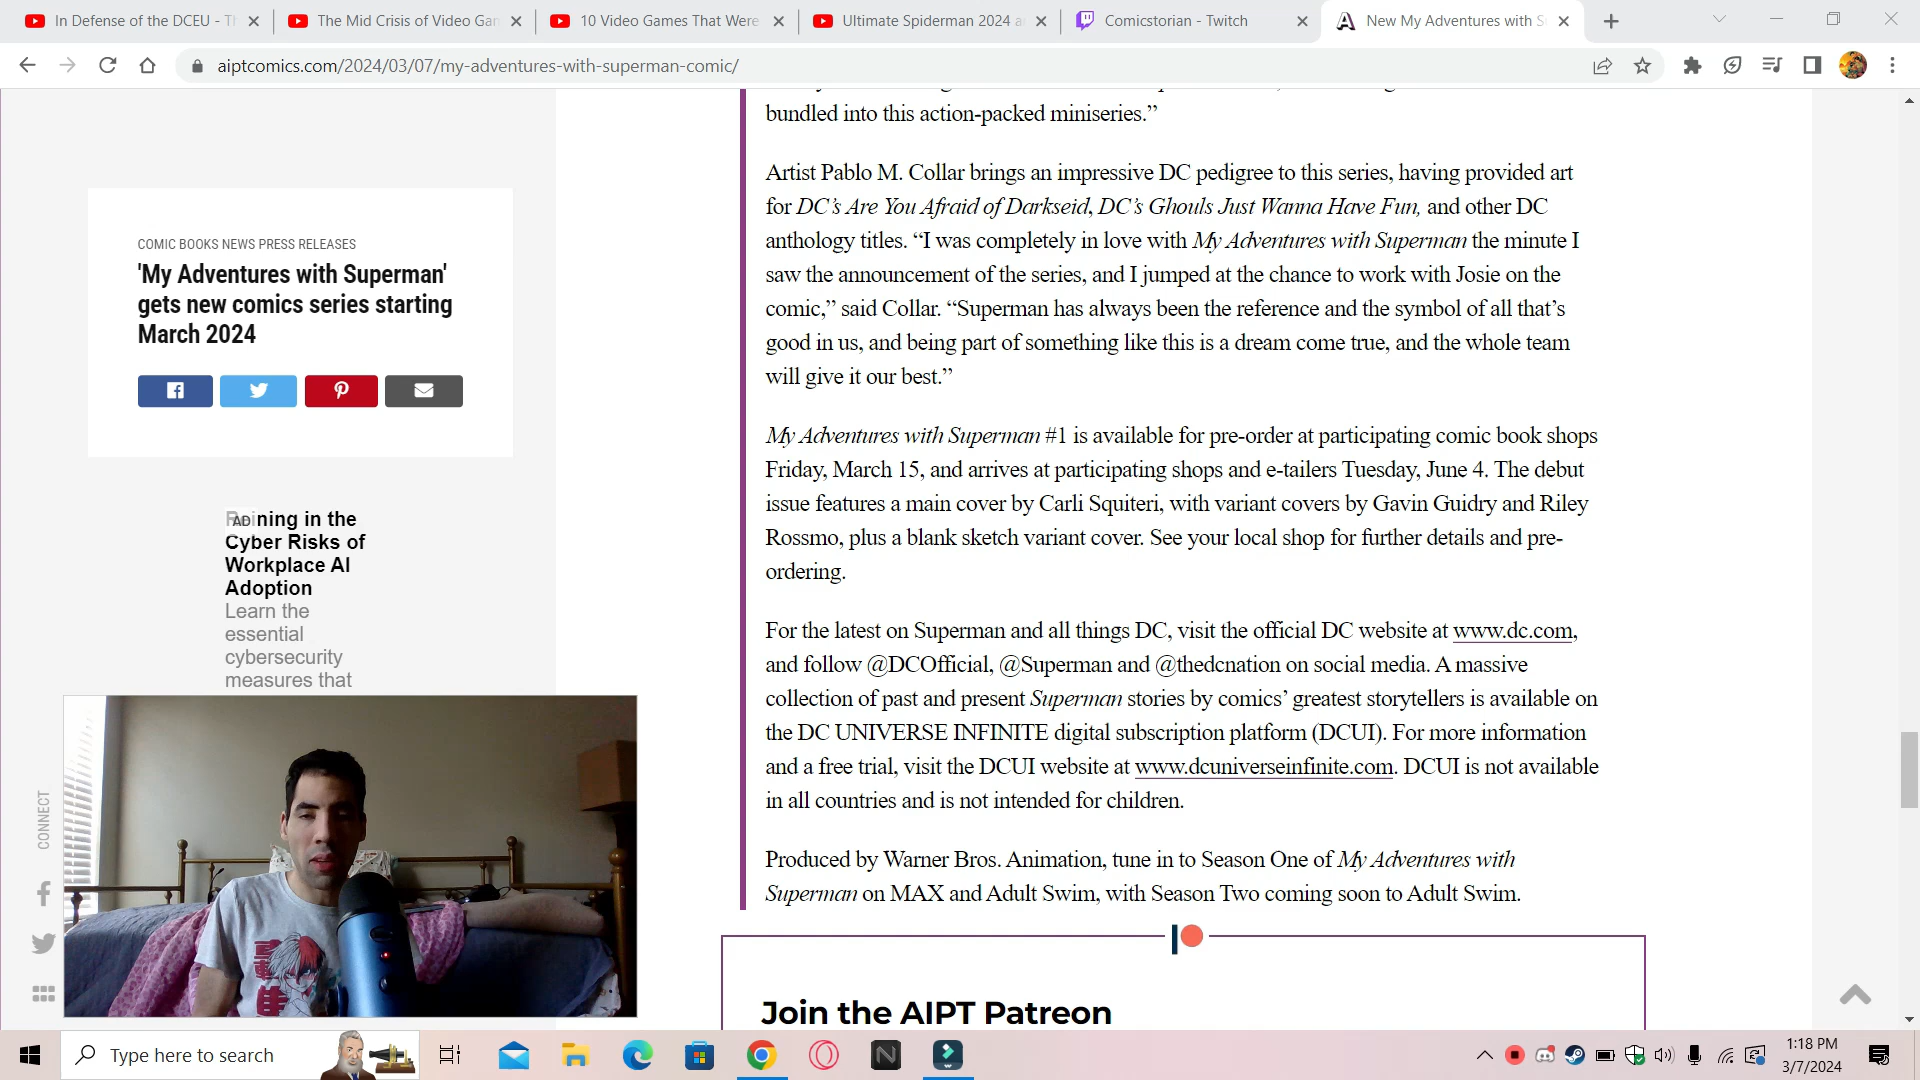 In Defense of the DCEU - T
The Mid Crisis of Video Gam
10 Video Games That Were
Ultimate Spiderman 2024 a
Comicstorian - Twitch
New My Adventures with S
aiptcomics.com/2024/03/07/my-adventures-with-superman-comic/
bundled into this action-packed miniseries.”
Artist Pablo M. Collar brings an impressive DC pedigree to this series, having provided art
for DC’s Are You Afraid of Darkseid, DC’s Ghouls Just Wanna Have Fun, and other DC
anthology titles. “I was completely in love with My Adventures with Superman the minute I
saw the announcement of the series, and I jumped at the chance to work with Josie on the
comic,” said Collar. “Superman has always been the reference and the symbol of all that’s
good in us, and being part of something like this is a dream come true, and the whole team
will give it our best.”
My Adventures with Superman #1 is available for pre-order at participating comic book shops
Friday, March 15, and arrives at participating shops and e-tailers Tuesday, June 4. The debut
issue features a main cover by Carli Squiteri, with variant covers by Gavin Guidry and Riley
Rossmo, plus a blank sketch variant cover. See your local shop for further details and pre-
ordering.
For the latest on Superman and all things DC, visit the official DC website at www.dc.com,
and follow @DCOfficial, @Superman and @thedcnation on social media. A massive
collection of past and present Superman stories by comics’ greatest storytellers is available on
the DC UNIVERSE INFINITE digital subscription platform (DCUI). For more information
and a free trial, visit the DCUI website at www.dcuniverseinfinite.com. DCUI is not available
in all countries and is not intended for children.
Produced by Warner Bros. Animation, tune in to Season One of My Adventures with
Superman on MAX and Adult Swim, with Season Two coming soon to Adult Swim.
Join the AIPT Patreon
COMIC BOOKS NEWS PRESS RELEASES
'My Adventures with Superman'
gets new comics series starting
March 2024
AD
ning in the
Cyber Risks of
Workplace AI
Adoption
Learn the
essential
cybersecurity
measures that
CONNECT
Type here to search
1:18 PM
3/7/2024